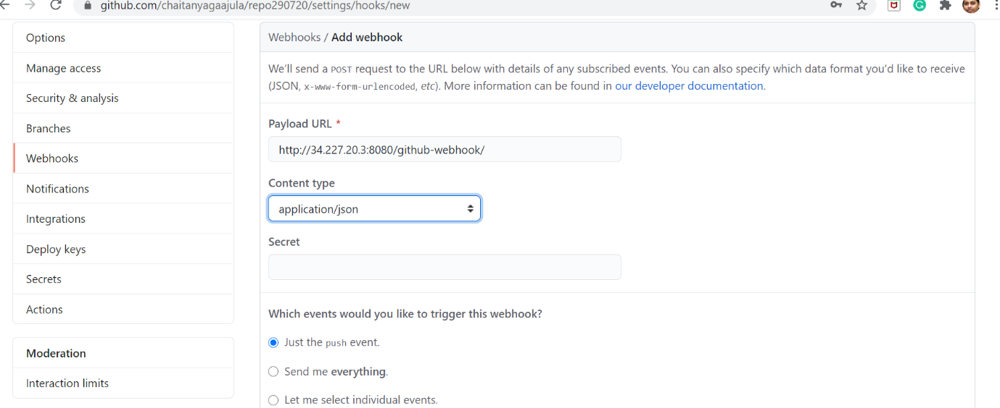 github.com/chaitanyagaajula/repo290720/settings/hooks/new
Options
Manage access
Security & analysis
Branches
Webhooks
Notifications
Integrations
Deploy keys
Secrets
Actions
Moderation
Interaction limits
Webhooks / Add webhook
We'll send a POST request to the URL below with details of any subscribed events. You can also specify which data format you'd like to receive
(JSON, x-www-form-urlencoded, etc). More information can be found in our developer documentation.
Payload URL *
http://34.227.20.3:8080/github-webhook/
Content type
application/json
Secret
Which events would you like to trigger this webhook?
Just the push event.
Send me everything.
Let me select individual events.